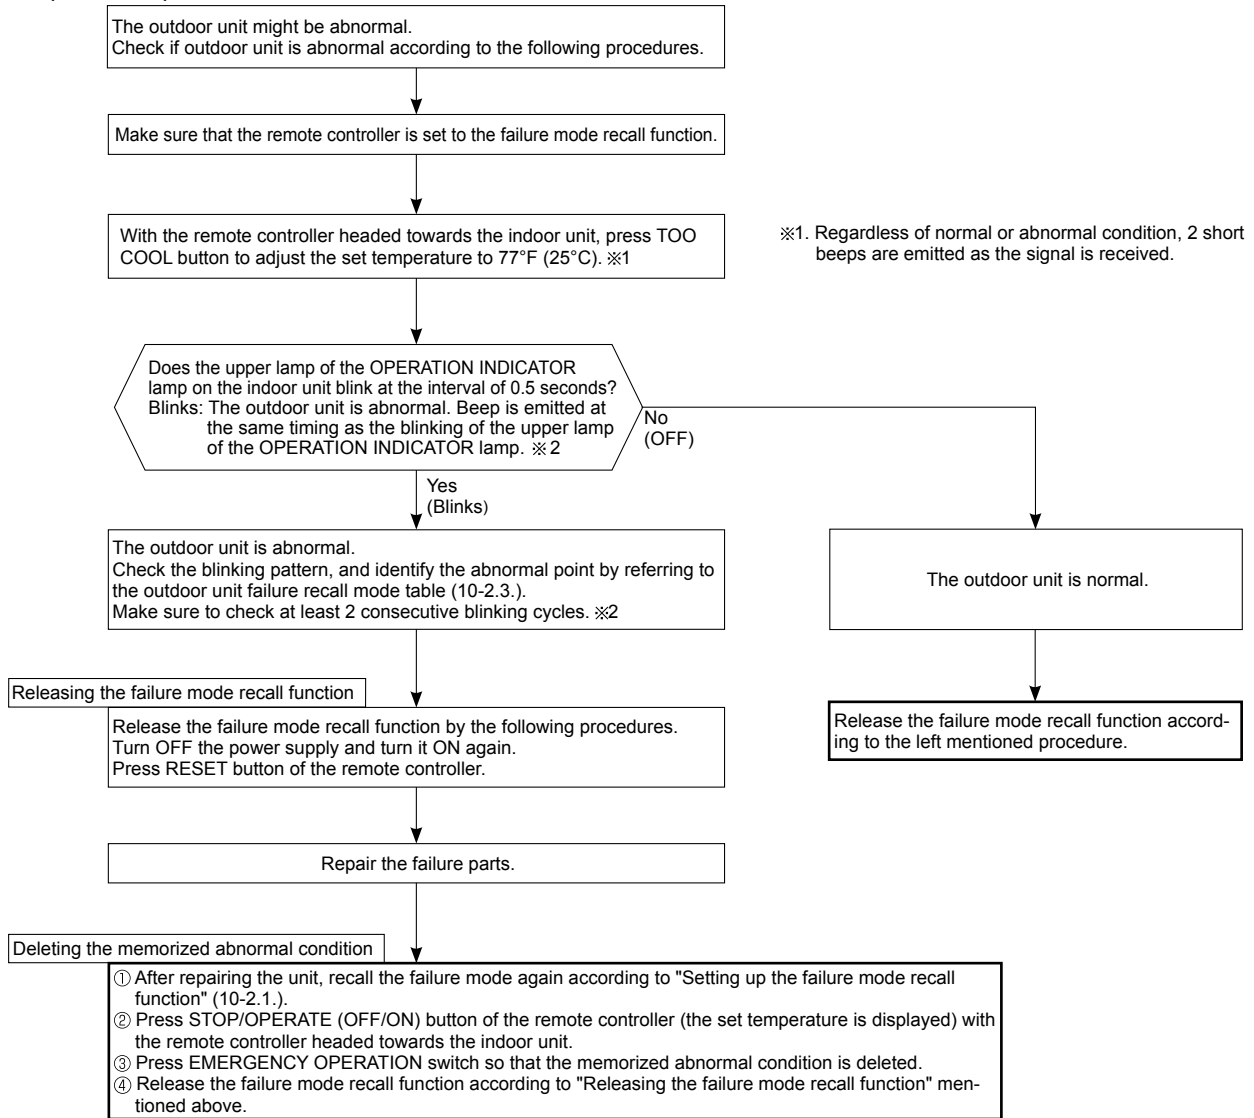 The outdoor unit might be abnormal.
Check if outdoor unit is abnormal according to the following procedures.
Make sure that the remote controller is set to the failure mode recall function.
With the remote controller headed towards the indoor unit, press TOO
COOL button to adjust the set temperature to 77°F (25°C). ※1
※1. Regardless of normal or abnormal condition, 2 short
beeps are emitted as the signal is received.
Does the upper lamp of the OPERATION INDICATOR
lamp on the indoor unit blink at the interval of 0.5 seconds?
Blinks: The outdoor unit is abnormal. Beep is emitted at
the same timing as the blinking of the upper lamp
of the OPERATION INDICATOR lamp. ※2
No
(OFF)
Yes
(Blinks)
The outdoor unit is abnormal.
Check the blinking pattern, and identify the abnormal point by referring to
the outdoor unit failure recall mode table (10-2.3.).
Make sure to check at least 2 consecutive blinking cycles. ※2
The outdoor unit is normal.
Releasing the failure mode recall function
Release the failure mode recall function by the following procedures.
Turn OFF the power supply and turn it ON again.
Press RESET button of the remote controller.
Release the failure mode recall function accord-
ing to the left mentioned procedure.
Repair the failure parts.
Deleting the memorized abnormal condition
① After repairing the unit, recall the failure mode again according to "Setting up the failure mode recall
function" (10-2.1.).
② Press STOP/OPERATE (OFF/ON) button of the remote controller (the set temperature is displayed) with
the remote controller headed towards the indoor unit.
③ Press EMERGENCY OPERATION switch so that the memorized abnormal condition is deleted.
④ Release the failure mode recall function according to "Releasing the failure mode recall function" men-
tioned above.